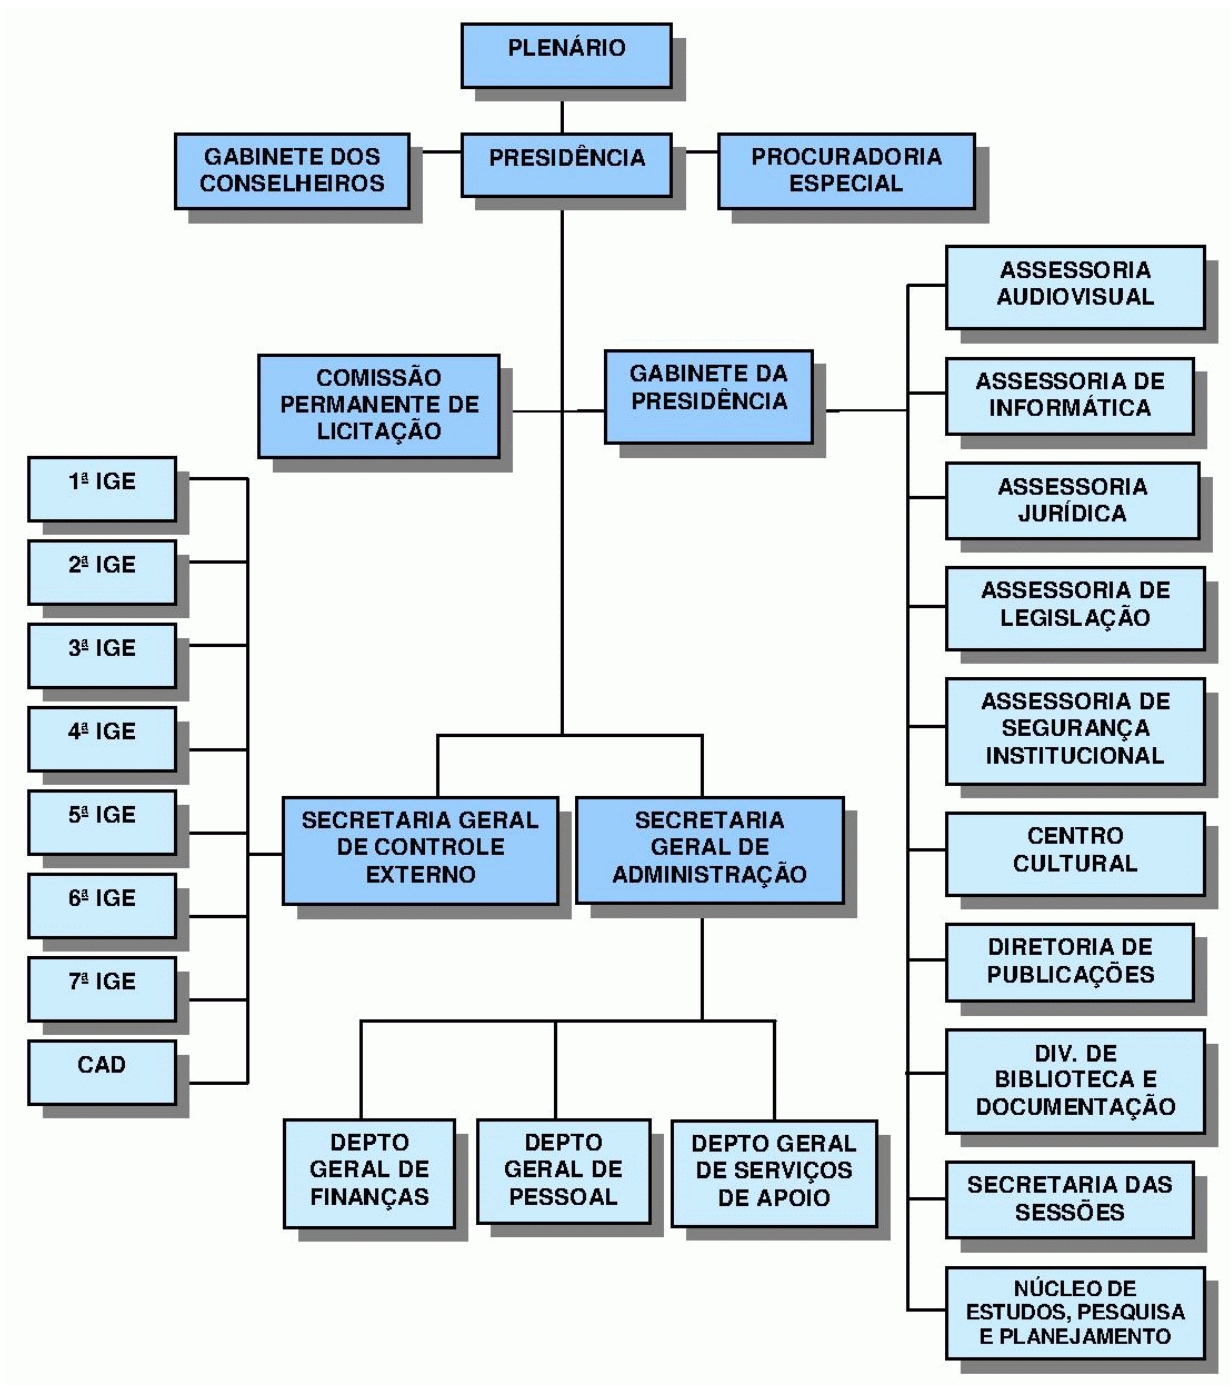 PLENÁRIO
GABINETE DOS
CONSELHEIROS
PRESIDÊNCIA
PROCURADORIA
ESPECIAL
COMISSÃO
PERMANENTE DE
LICITAÇÃO
GABINETE DA
PRESIDÊNCIA
ASSESSORIA
AUDIOVISUAL
ASSESSORIA DE
INFORMÁTICA
ASSESSORIA
JURÍDICA
ASSESSORIA DE
LEGISLAÇÃO
ASSESSORIA DE
SEGURANÇA
INSTITUCIONAL
CENTRO
CULTURAL
DIRETORIA DE
PUBLICAÇÕES
DIV. DE
BIBLIOTECA E
DOCUMENTAÇÃO
SECRETARIA DAS
SESSÕES
NÚCLEO DE
ESTUDOS, PESQUISA
E PLANEJAMENTO
1ª IGE
2ª IGE
3ª IGE
4ª IGE
5ª IGE
6ª IGE
7ª IGE
CAD
SECRETARIA GERAL
DE CONTROLE
EXTERNO
SECRETARIA
GERAL DE
ADMINISTRAÇÃO
DEPTO
GERAL DE
FINANÇAS
DEPTO
GERAL DE
PESSOAL
DEPTO GERAL
DE SERVIÇOS
DE APOIO